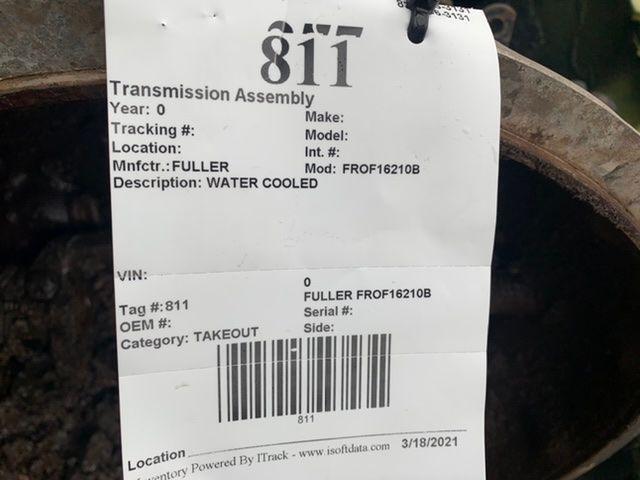 811
Transmission Assembly
Year: 0 Make:
Tracking #: Model:
Location: Int. #:
Mnfctr.: FULLER Mod: FROF16210B
Description: WATER COOLED
VIN: 0
FULLER FROF16210B
Tag #: 811 Serial #:
OEM #: Side:
Category: TAKEOUT
811
Location 3/18/2021
Inventory Powered By ITrack - www.isoftdata.com